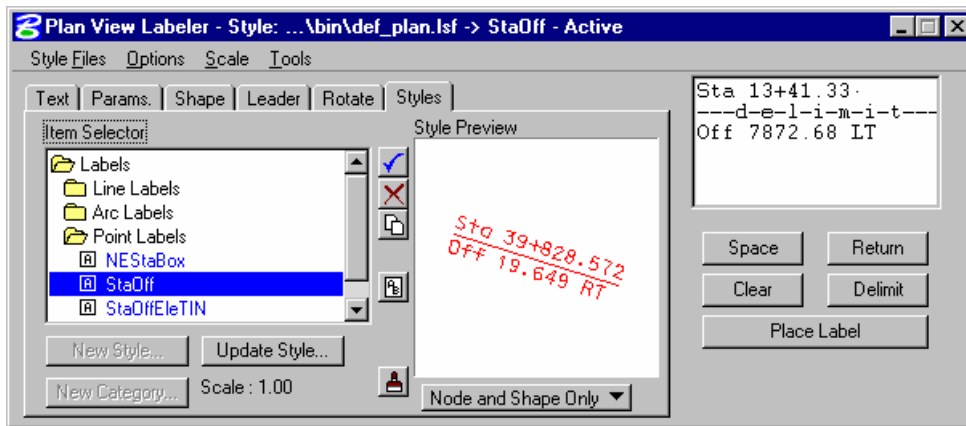 Plan View Labeler - Style: ...\bin\def_plan.lsf -> StaOff - Active
Style Files Options Scale Tools
Text Params. Shape Leader Rotate Styles
Item Selector
Labels
Line Labels
Arc Labels
Point Labels
NEStaBox
StaOff
StaOffEleTIN
New Style... Update Style...
New Category... Scale : 1.00
Style Preview
Sta 39+828.572
Off 19.649 RT
Node and Shape Only
Sta 13+41.33
---d-e-l-i-m-i-t---
Off 7872.68 LT
Space Return
Clear Delimit
Place Label